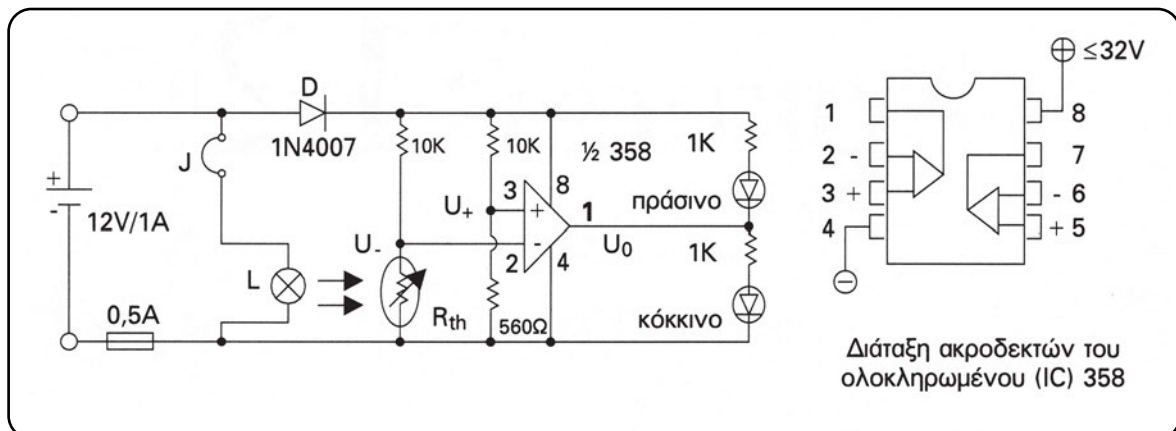 D
1N4007
J
+
-
12V/1A
L
0,5A
10K
10K
U₊
U₋
Rth
560Ω
½ 358
3
+
-
2
8
4
1
U₀
1K
πράσινο
1K
κόκκινο
⊕ ≤32V
1
8
2 -
7
3 +
- 6
4
+ 5
⊖
Διάταξη ακροδεκτών του
ολοκληρωμένου (IC) 358